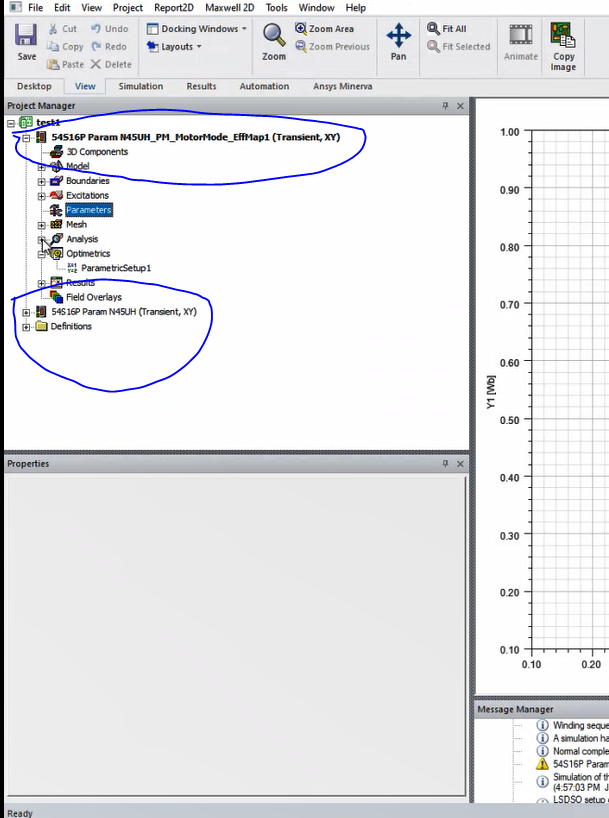 File Edit View Project Report2D Maxwell 2D Tools Window Help
Save
Cut Undo
Copy Redo
Paste Delete
Docking Windows
Layouts
Zoom
Zoom Area
Zoom Previous
Pan
Fit All
Fit Selected
Animate
Copy Image
Desktop View Simulation Results Automation Ansys Minerva
Project Manager
test1
54S16P Param N45UH_PM_MotorMode_EffMap1 (Transient, XY)
3D Components
Model
Boundaries
Excitations
Parameters
Mesh
Analysis
Optimetrics
X=1
Y=2
ParametricSetup1
Results
Field Overlays
54S16P Param N45UH (Transient, XY)
Definitions
Properties
1.00
0.90
0.80
0.70
0.60
0.50
0.40
0.30
0.20
0.10
Y1 [Wb]
0.10 0.20
Message Manager
Winding seque
A simulation ha
Normal comple
54S16P Param
Simulation of th
(4:57:03 PM J
LSDSO setup
Ready